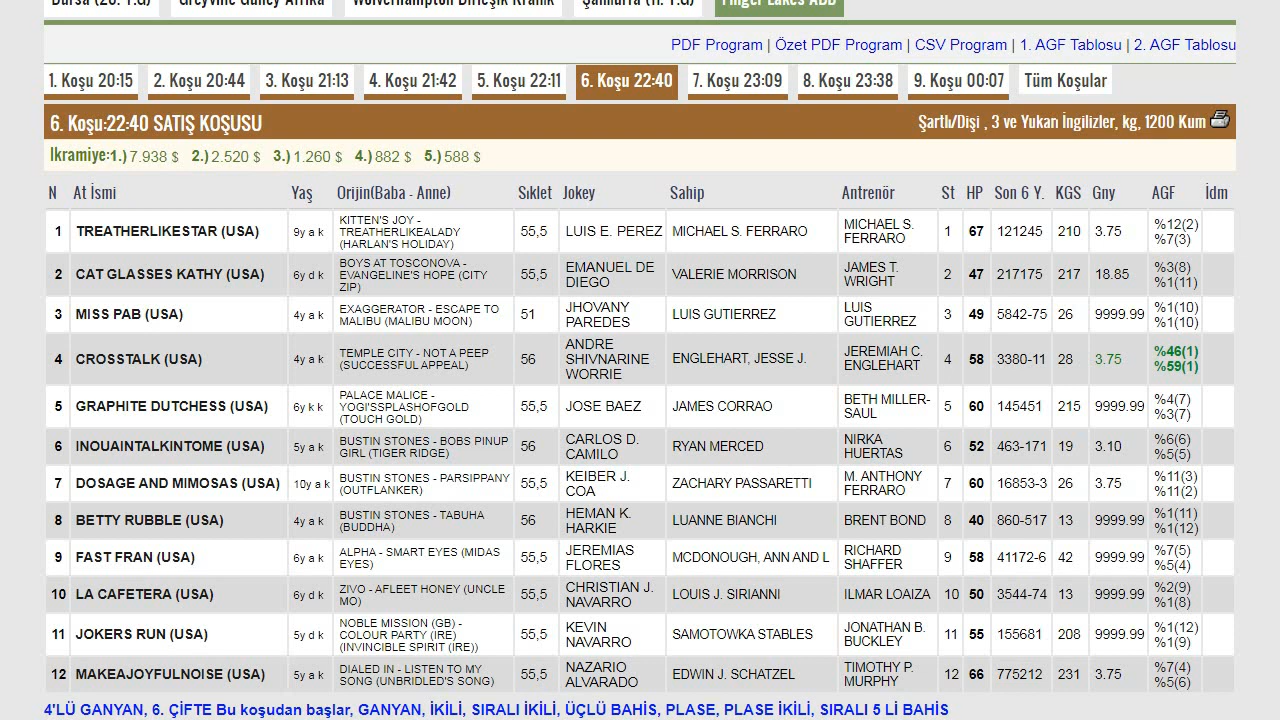 Bursa (20. Y.G) Greyville Güney Afrika Wolverhampton Birleşik Krallık Şanlıurfa (11. Y.G) Finger Lakes ABD
PDF Program | Özet PDF Program | CSV Program | 1. AGF Tablosu | 2. AGF Tablosu
1. Koşu 20:15 2. Koşu 20:44 3. Koşu 21:13 4. Koşu 21:42 5. Koşu 22:11 6. Koşu 22:40 7. Koşu 23:09 8. Koşu 23:38 9. Koşu 00:07 Tüm Koşular
6. Koşu:22:40 SATIŞ KOŞUSU Şartlı/Dişi , 3 ve Yukarı İngilizler, kg, 1200 Kum
Ikramiye:1.) 7.938 $ 2.) 2.520 $ 3.) 1.260 $ 4.) 882 $ 5.) 588 $
N At İsmi Yaş Orijin(Baba - Anne) Sıklet Jokey Sahip Antrenör St HP Son 6 Y. KGS Gny AGF İdm
1 TREATHERLIKESTAR (USA) 9y a k KITTEN'S JOY - TREATHERLIKEALADY (HARLAN'S HOLIDAY) 55,5 LUIS E. PEREZ MICHAEL S. FERRARO MICHAEL S. FERRARO 1 67 121245 210 3.75 %12(2) %7(3)
2 CAT GLASSES KATHY (USA) 6y d k BOYS AT TOSCONOVA - EVANGELINE'S HOPE (CITY ZIP) 55,5 EMANUEL DE DIEGO VALERIE MORRISON JAMES T. WRIGHT 2 47 217175 217 18.85 %3(8) %1(11)
3 MISS PAB (USA) 4y a k EXAGGERATOR - ESCAPE TO MALIBU (MALIBU MOON) 51 JHOVANY PAREDES LUIS GUTIERREZ LUIS GUTIERREZ 3 49 5842-75 26 9999.99 %1(10) %1(10)
4 CROSSTALK (USA) 4y a k TEMPLE CITY - NOT A PEEP (SUCCESSFUL APPEAL) 56 ANDRE SHIVNARINE WORRIE ENGLEHART, JESSE J. JEREMIAH C. ENGLEHART 4 58 3380-11 28 3.75 %46(1) %59(1)
5 GRAPHITE DUTCHESS (USA) 6y k k PALACE MALICE - YOGI'SSPLASHOFGOLD (TOUCH GOLD) 55,5 JOSE BAEZ JAMES CORRAO BETH MILLER-SAUL 5 60 145451 215 9999.99 %4(7) %3(7)
6 INOUAINTALKINTOME (USA) 5y a k BUSTIN STONES - BOBS PINUP GIRL (TIGER RIDGE) 56 CARLOS D. CAMILO RYAN MERCED NIRKA HUERTAS 6 52 463-171 19 3.10 %6(6) %5(5)
7 DOSAGE AND MIMOSAS (USA) 10y a k BUSTIN STONES - PARSIPPANY (OUTFLANKER) 55,5 KEIBER J. COA ZACHARY PASSARETTI M. ANTHONY FERRARO 7 60 16853-3 26 3.75 %11(3) %11(2)
8 BETTY RUBBLE (USA) 4y a k BUSTIN STONES - TABUHA (BUDDHA) 56 HEMAN K. HARKIE LUANNE BIANCHI BRENT BOND 8 40 860-517 13 9999.99 %1(11) %1(12)
9 FAST FRAN (USA) 6y a k ALPHA - SMART EYES (MIDAS EYES) 55,5 JEREMIAS FLORES MCDONOUGH, ANN AND L RICHARD SHAFFER 9 58 41172-6 42 9999.99 %7(5) %5(4)
10 LA CAFETERA (USA) 6y d k ZIVO - AFLEET HONEY (UNCLE MO) 55,5 CHRISTIAN J. NAVARRO LOUIS J. SIRIANNI ILMAR LOAIZA 10 50 3544-74 13 9999.99 %2(9) %1(8)
11 JOKERS RUN (USA) 5y d k NOBLE MISSION (GB) - COLOUR PARTY (IRE) (INVINCIBLE SPIRIT (IRE)) 55,5 KEVIN NAVARRO SAMOTOWKA STABLES JONATHAN B. BUCKLEY 11 55 155681 208 9999.99 %1(12) %1(9)
12 MAKEAJOYFULNOISE (USA) 5y a k DIALED IN - LISTEN TO MY SONG (UNBRIDLED'S SONG) 55,5 NAZARIO ALVARADO EDWIN J. SCHATZEL TIMOTHY P. MURPHY 12 66 775212 231 3.75 %7(4) %5(6)
4'LÜ GANYAN, 6. ÇİFTE Bu koşudan başlar, GANYAN, İKİLİ, SIRALI İKİLİ, ÜÇLÜ BAHİS, PLASE, PLASE İKİLİ, SIRALI 5 Lİ BAHİS